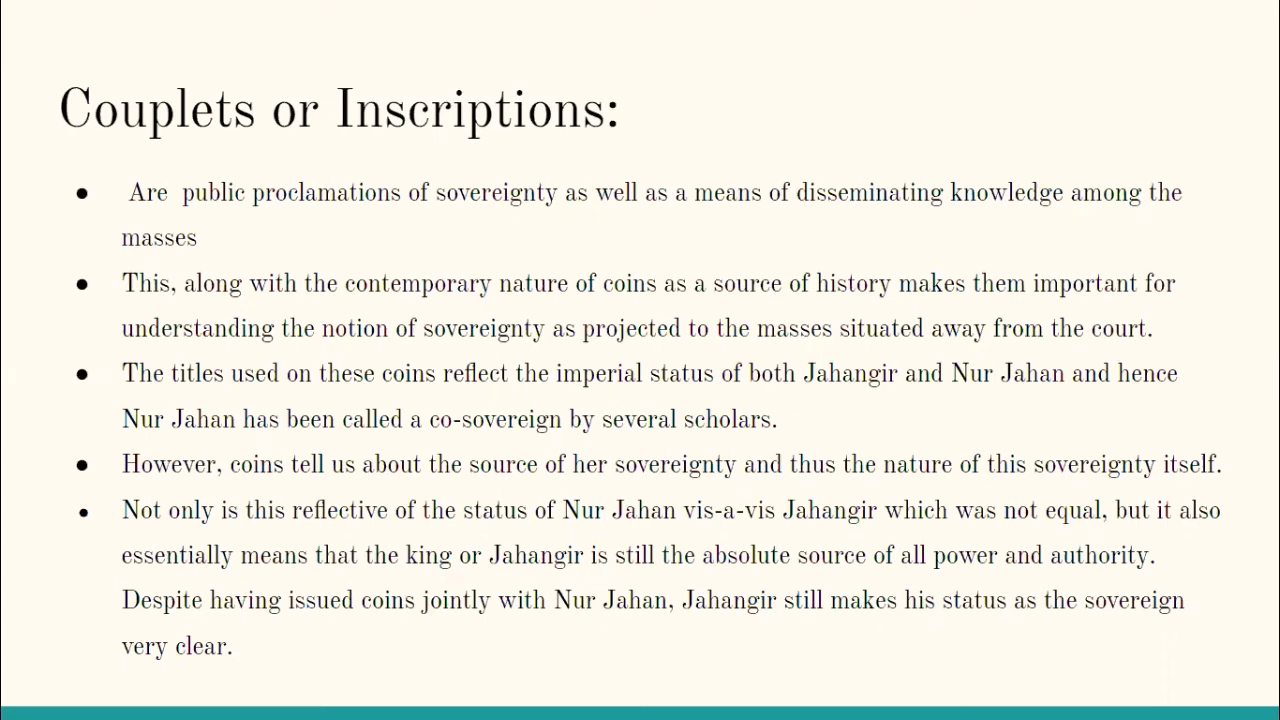 Couplets or Inscriptions:
● Are public proclamations of sovereignty as well as a means of disseminating knowledge among the
masses
● This, along with the contemporary nature of coins as a source of history makes them important for
understanding the notion of sovereignty as projected to the masses situated away from the court.
● The titles used on these coins reflect the imperial status of both Jahangir and Nur Jahan and hence
Nur Jahan has been called a co-sovereign by several scholars.
● However, coins tell us about the source of her sovereignty and thus the nature of this sovereignty itself.
● Not only is this reflective of the status of Nur Jahan vis-a-vis Jahangir which was not equal, but it also
essentially means that the king or Jahangir is still the absolute source of all power and authority.
Despite having issued coins jointly with Nur Jahan, Jahangir still makes his status as the sovereign
very clear.